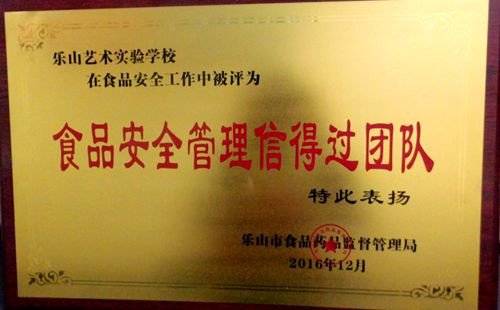 乐山艺术实验学校
在食品安全工作中被评为
食品安全管理信得过团队
特此表扬
乐山市食品药品监督管理局
2016年12月